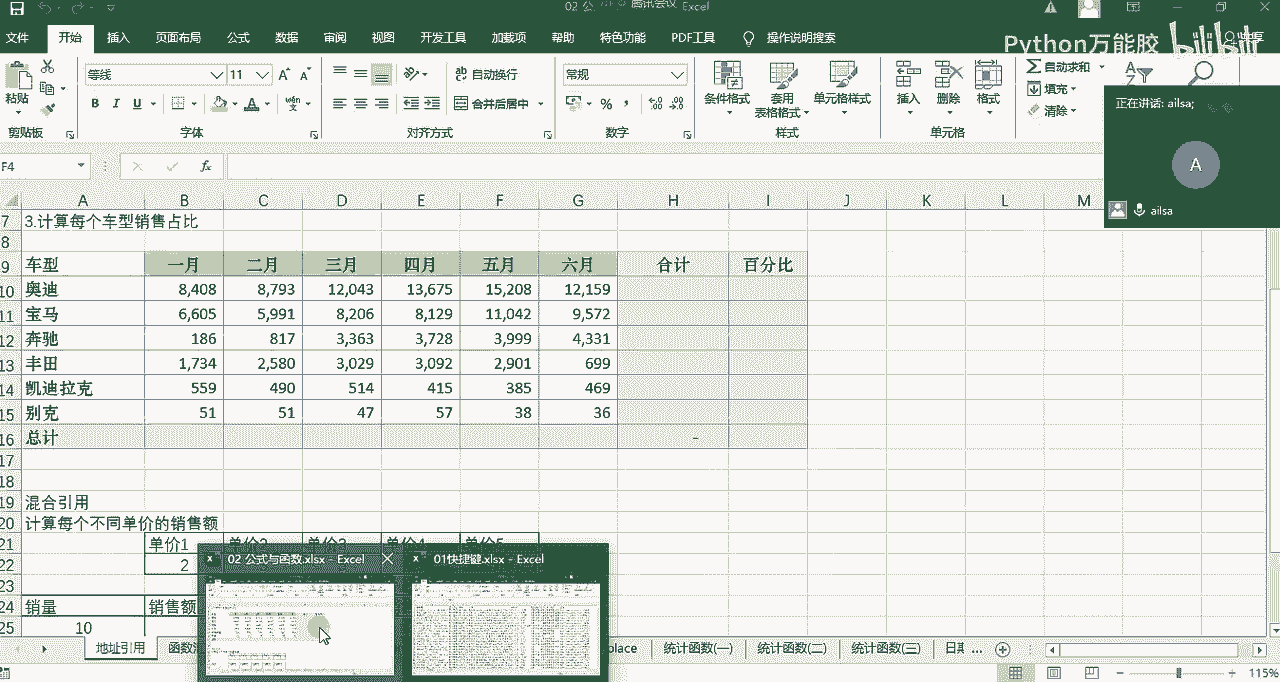 02 公 腾讯会议 Excel
文件 开始 插入 页面布局 公式 数据 审阅 视图 开发工具 加载项 帮助 特色功能 PDF工具 操作说明搜索
Python万能胶 bilibili
等线 11 自动换行 常规 自动求和
粘贴 B I U 合并后居中 条件格式 套用 表格格式 单元格样式 插入 删除 格式 填充 清除
剪贴板 字体 对齐方式 数字 样式 单元格
正在讲话: ailsa;
A
ailsa
F4 fx
A B C D E F G H I J K L M
7 3.计算每个车型销售占比
8
9 车型 一月 二月 三月 四月 五月 六月 合计 百分比
10 奥迪 8,408 8,793 12,043 13,675 15,208 12,159
11 宝马 6,605 5,991 8,206 8,129 11,042 9,572
12 奔驰 186 817 3,363 3,728 3,999 4,331
13 丰田 1,734 2,580 3,029 3,092 2,901 699
14 凯迪拉克 559 490 514 415 385 469
15 别克 51 51 47 57 38 36
16 总计 -
17
18
19 混合引用
20 计算每个不同单价的销售额
21 单价1 单价2 单价3 单价4 单价5
22 2
02 公式与函数.xlsx - Excel 01快捷键.xlsx - Excel
23
24 销量 销售额
25 10
地址引用 函数 place 统计函数(一) 统计函数(二) 统计函数(三) 日期 ...
115%